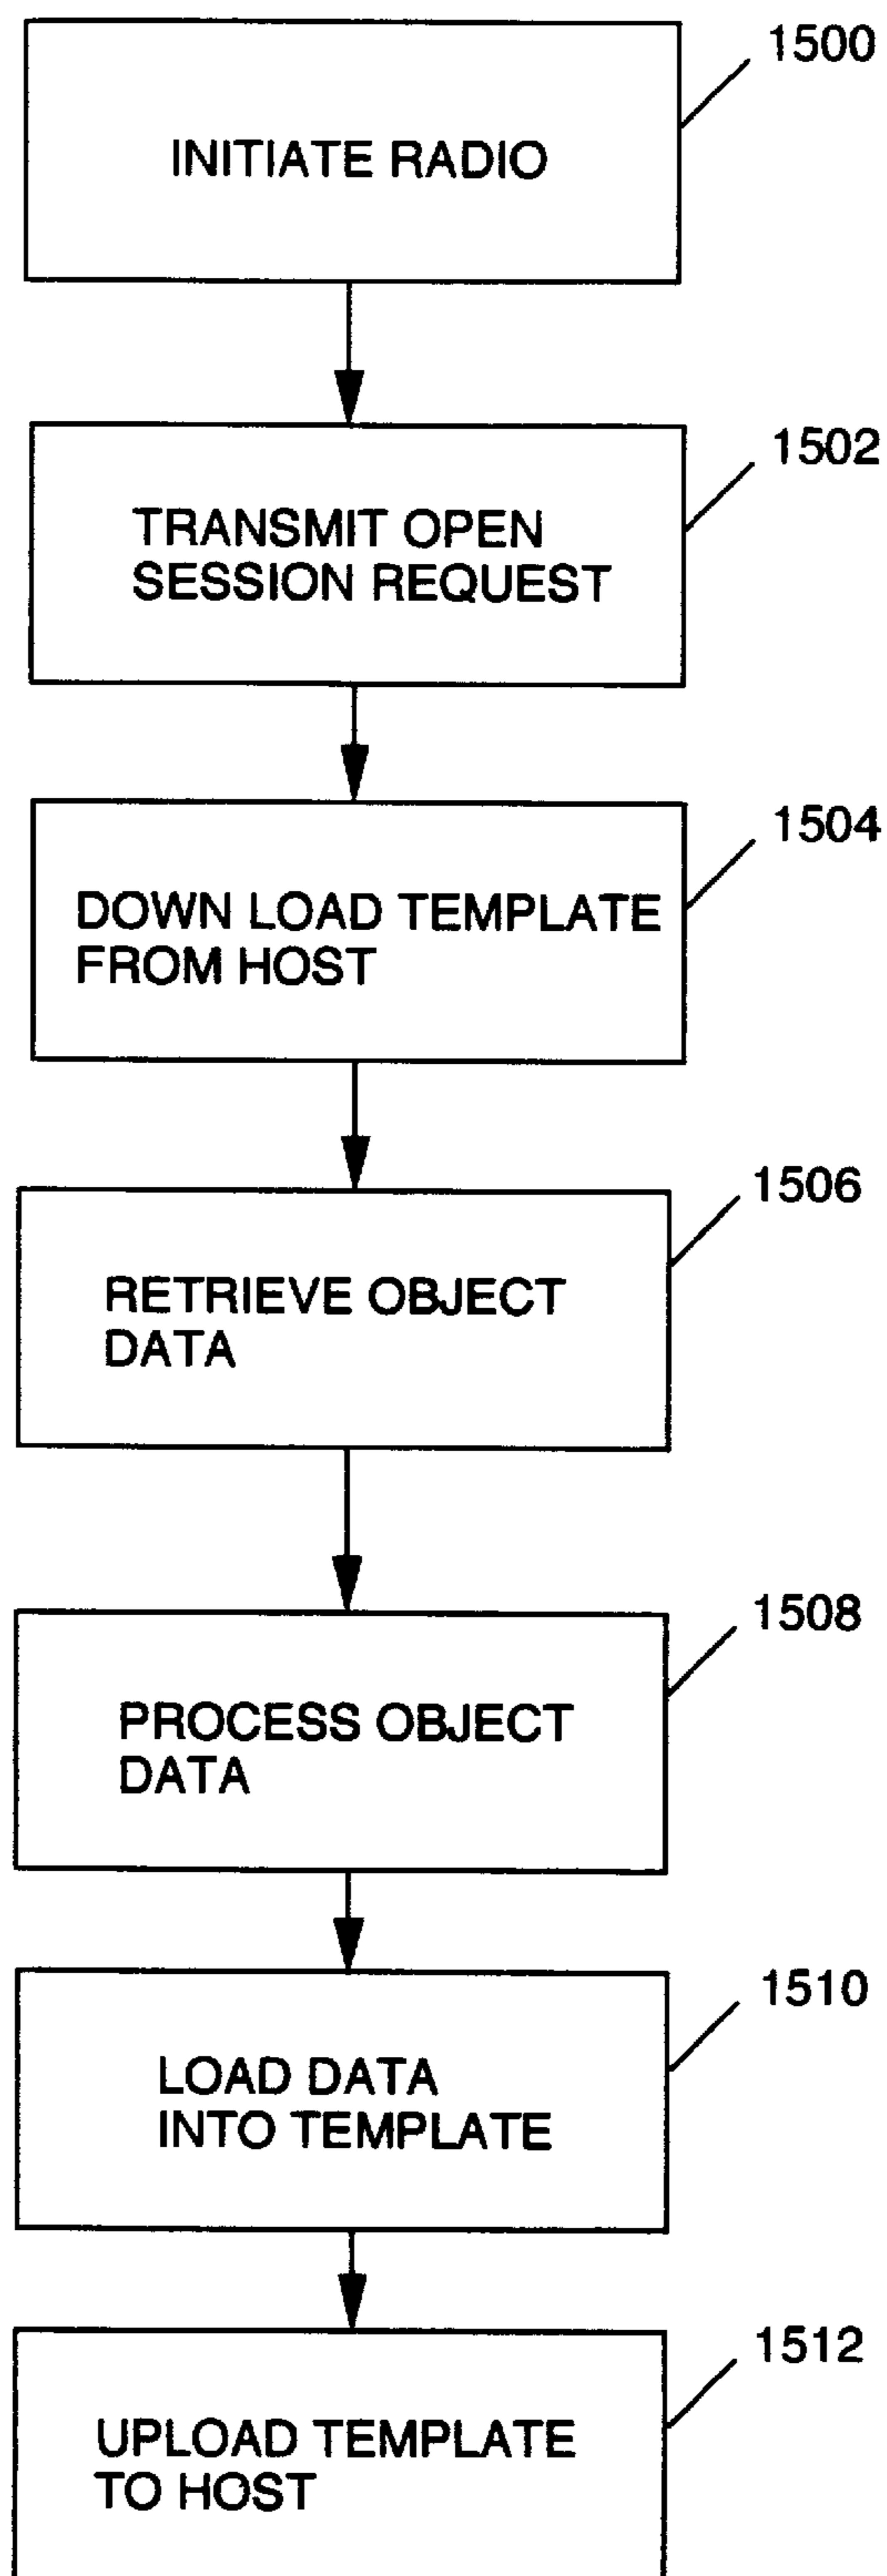 1500
INITIATE RADIO
1502
TRANSMIT OPEN
SESSION REQUEST
1504
DOWN LOAD TEMPLATE
FROM HOST
1506
RETRIEVE OBJECT
DATA
1508
PROCESS OBJECT
DATA
1510
LOAD DATA
INTO TEMPLATE
1512
UPLOAD TEMPLATE
TO HOST